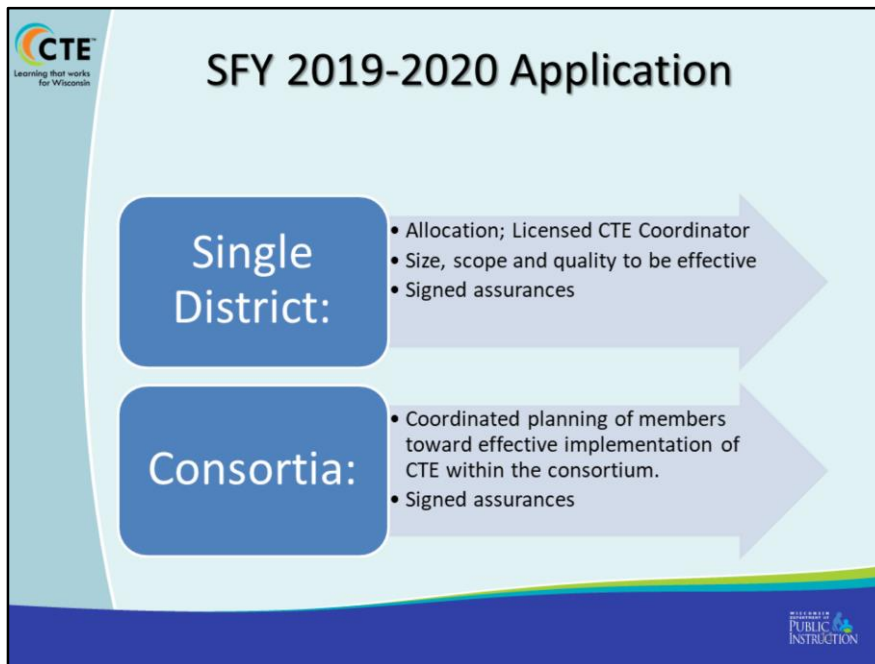 CTE™
Learning that works
for Wisconsin
SFY 2019-2020 Application
Single
District:
• Allocation; Licensed CTE Coordinator
• Size, scope and quality to be effective
• Signed assurances
Consortia:
• Coordinated planning of members
toward effective implementation of
CTE within the consortium.
• Signed assurances
WISCONSIN
DEPARTMENT OF
PUBLIC
INSTRUCTION